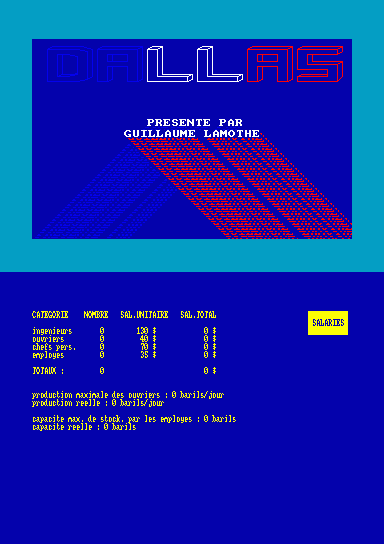 DALLAS
PRESENTE PAR
GUILLAUME LAMOTHE
CATEGORIE NOMBRE SAL.UNITAIRE SAL.TOTAL
SALARIES
ingenieurs 0 130 $ 0 $
ouvriers 0 40 $ 0 $
chefs pers. 0 70 $ 0 $
employes 0 35 $ 0 $
TOTAUX : 0 0 $
production maximale des ouvriers : 0 barils/jour
production reelle : 0 barils/jour
capacite max. de stock. par les employes : 0 barils
capacite reelle : 0 barils